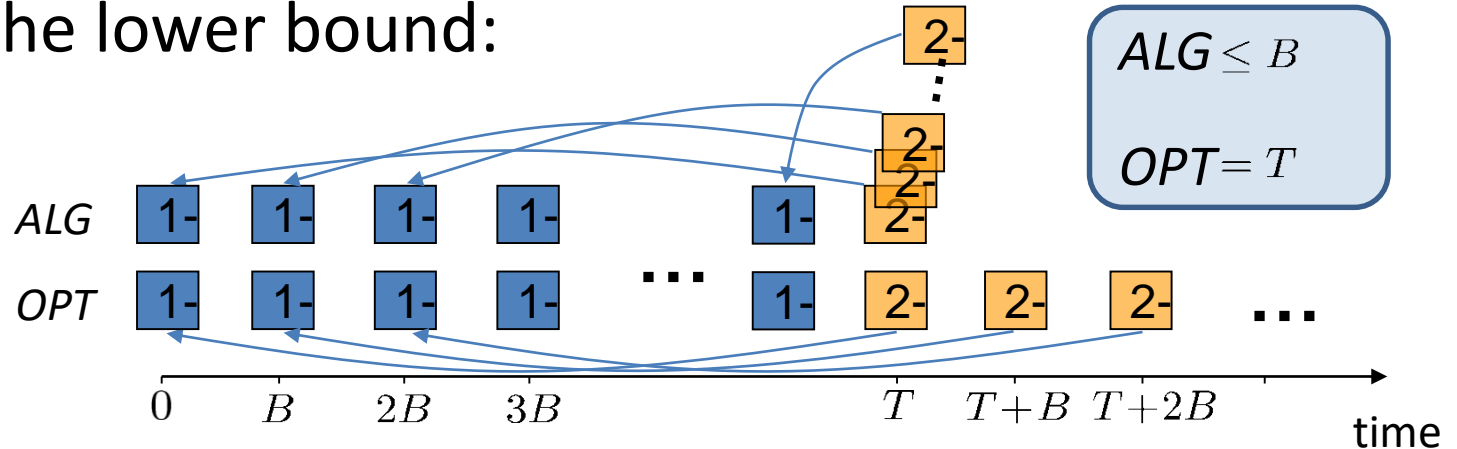 he lower bound:
2-
ALG ≤ B
OPT = T
2-
2-
ALG 1- 1- 1- 1- 1- 2-
OPT 1- 1- 1- 1- ... 1- 2- 2- 2- ...
0 B 2B 3B T T+B T+2B
time